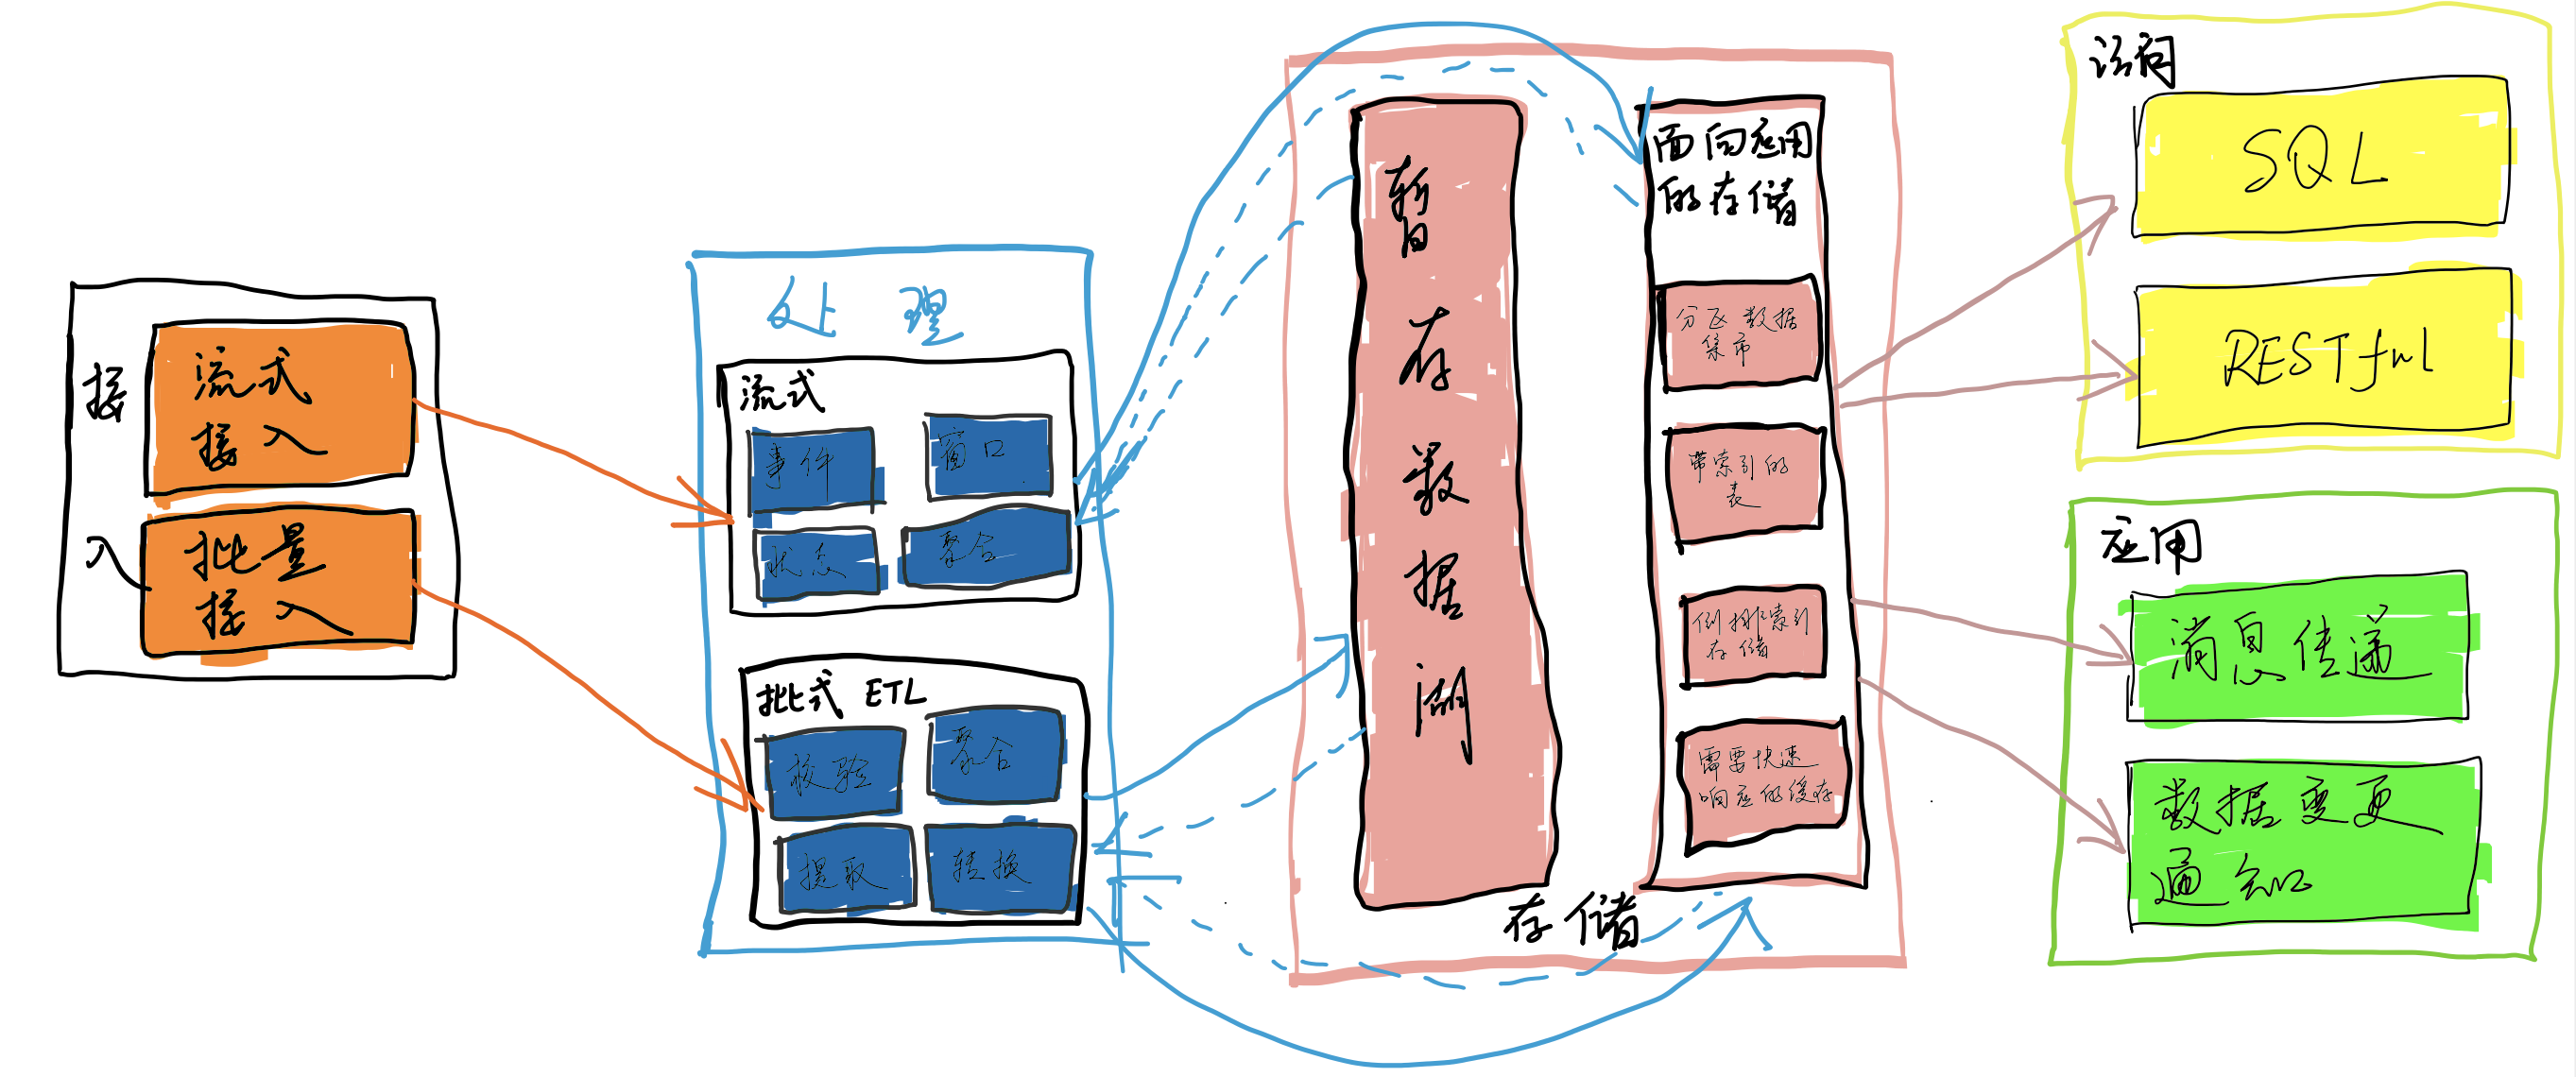 接
入
流式
接入
批量
接入
处理
流式
事件
窗口
状态
聚合
批式 ETL
校验
聚合
提取
转换
暂
存
数
据
湖
面向应用
的存储
分区数据
集市
带索引的
表
倒排索引
存储
需要快速
响应的缓存
存储
访问
SQL
RESTful
应用
消息传递
数据变更
通知